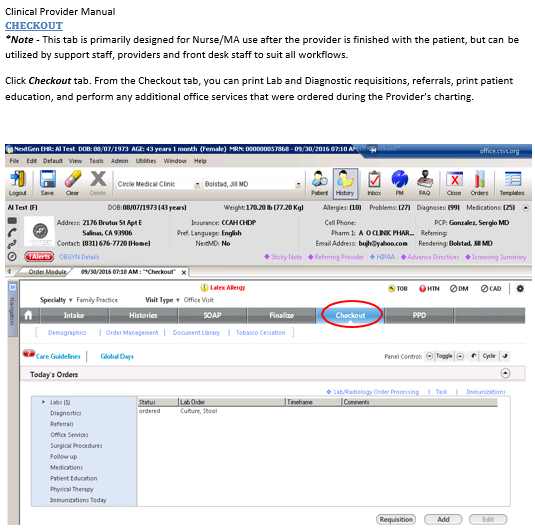 Clinical Provider Manual
CHECKOUT
*Note - This tab is primarily designed for Nurse/MA use after the provider is finished with the patient, but can be
utilized by support staff, providers and front desk staff to suit all workflows.
Click Checkout tab. From the Checkout tab, you can print Lab and Diagnostic requisitions, referrals, print patient
education, and perform any additional office services that were ordered during the Provider's charting.
NextGen EHR: Al Test DOB: 08/07/1973 AGE: 43 years 1 month (Female) MRN: 000000057868 - 09/30/2016 07:10 AM office.csvs.org
File Edit Default View Tools Admin Utilities Window Help
Circle Medical Clinic Bolstad, Jill MD
Logout Save Clear Delete Patient History Inbox PM PAQ Close Orders Templates
Al Test (F) DOB: 08/07/1973 (43 years) Weight: 170.20 lb (77.20 Kg) Allergies: (10) Problems: (27) Diagnoses: (99) Medications: (25)
Address: 2176 Brutus St Apt E Insurance: CCAH CHDP Cell Phone: PCP: Gonzalez, Sergio MD
Salinas, CA 93906 Pref. Language: English Pharm 1: A O CLINIC PHAR... Referring:
Contact: (831) 676-7720 (Home) NextMD: No Email Address: bujh@yahoo.com Rendering: Bolstad, Jill MD
Alerts OBGYN Details Sticky Note Referring Provider HIPAA Advance Directives Screening Summary
Order Module 09/30/2016 07:10 AM : "*Checkout" x
Navigation
Latex Allergy TOB HTN DM CAD
Specialty Family Practice Visit Type Office Visit
Intake Histories SOAP Finalize Checkout PPD
Demographics | Order Management | Document Library | Tobacco Cessation
Care Guidelines Global Days Panel Control: Toggle Cycle
Today's Orders
Lab/Radiology Order Processing | Task | Immunizations
Labs (1)
Diagnostics
Referrals
Office Services
Surgical Procedures
Follow up
Medications
Patient Education
Physical Therapy
Immunizations Today
Status Lab Order Timeframe Comments
ordered Culture, Stool
Requisition Add Edit